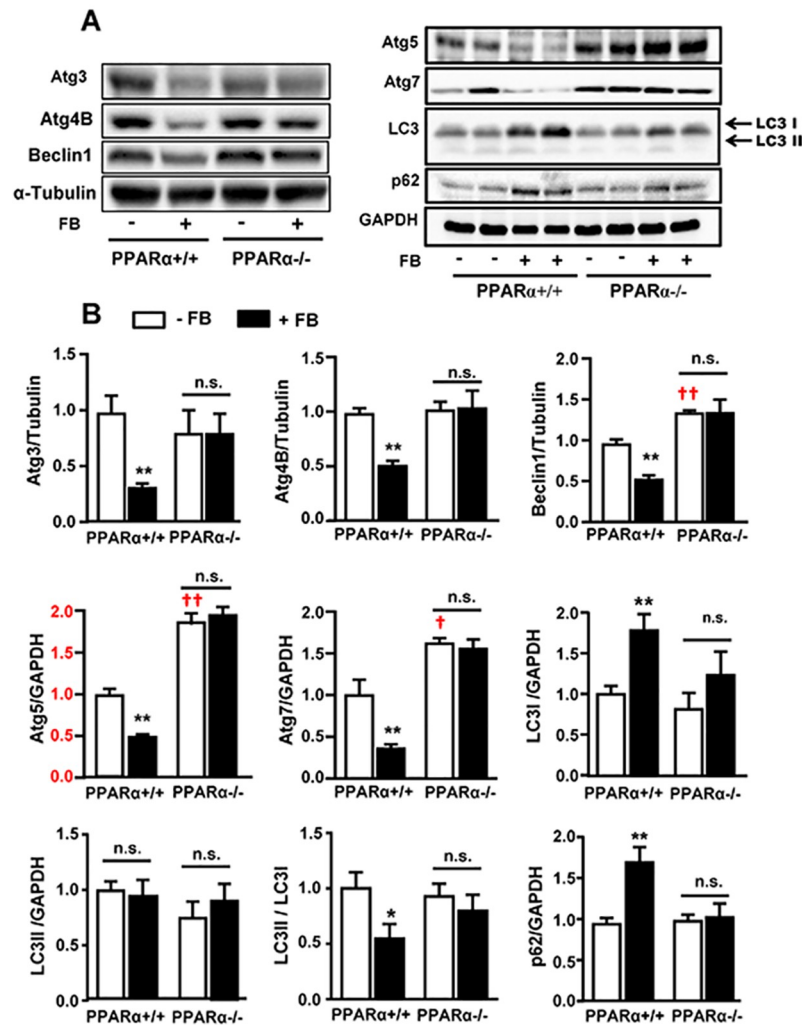 A
Atg3
Atg4B
Beclin1
α-Tubulin
FB - + - +
PPARα+/+ PPARα-/-
Atg5
Atg7
LC3
LC3 I
LC3 II
p62
GAPDH
FB - - + + - - + +
PPARα+/+ PPARα-/-
B
- FB + FB
Atg3/Tubulin
1.5
1.0
0.5
0.0
**
n.s.
PPARα+/+ PPARα-/-
Atg4B/Tubulin
1.5
1.0
0.5
0.0
**
n.s.
PPARα+/+ PPARα-/-
Beclin1/Tubulin
2.0
1.5
1.0
0.5
0.0
**
††
n.s.
PPARα+/+ PPARα-/-
Atg5/GAPDH
2.0
1.5
1.0
0.5
0.0
**
††
n.s.
PPARα+/+ PPARα-/-
Atg7/GAPDH
2.0
1.5
1.0
0.5
0.0
**
†
n.s.
PPARα+/+ PPARα-/-
LC3I /GAPDH
2.0
1.5
1.0
0.5
0.0
**
n.s.
PPARα+/+ PPARα-/-
LC3II /GAPDH
1.5
1.0
0.5
0.0
n.s.
n.s.
PPARα+/+ PPARα-/-
LC3II / LC3I
1.5
1.0
0.5
0.0
*
n.s.
PPARα+/+ PPARα-/-
p62/GAPDH
2.0
1.5
1.0
0.5
0.0
**
n.s.
PPARα+/+ PPARα-/-